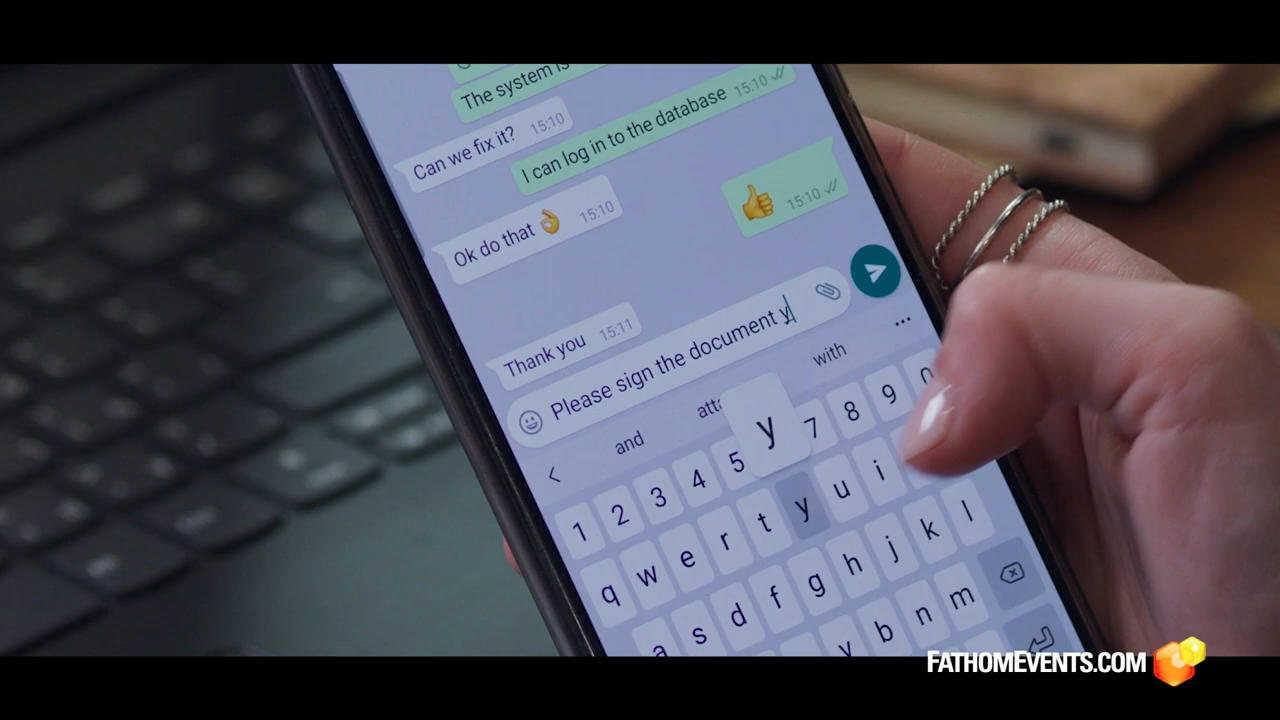 The system is
Can we fix it? 15:10
I can log in to the database 15:10
Ok do that 👌 15:10
👍 15:10
Thank you 15:11
Please sign the document y
and with
y
1 2 3 4 5 7 8 9 0
q w e r t y u i
a s d f g h j k l
v b n m
FATHOMEVENTS.COM